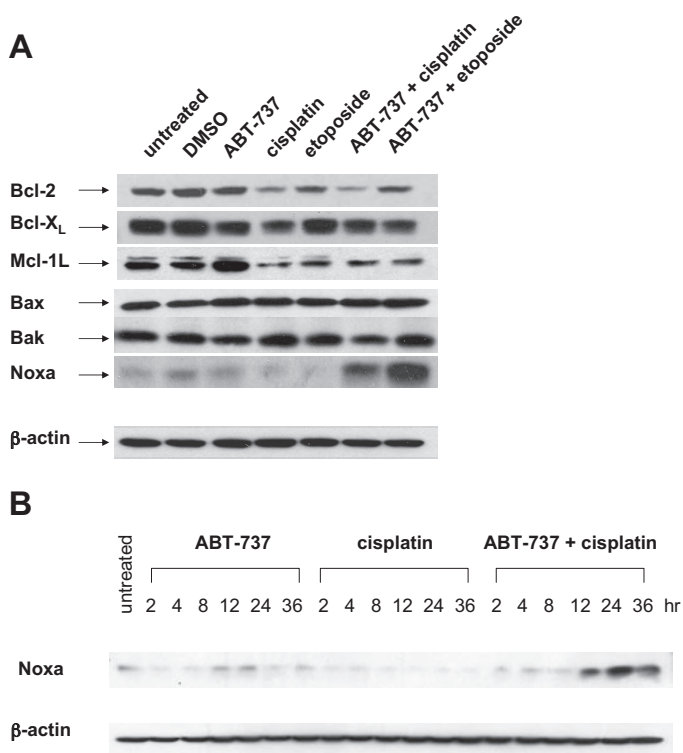 A
untreated
DMSO
ABT-737
cisplatin
etoposide
ABT-737 + cisplatin
ABT-737 + etoposide
Bcl-2
Bcl-XL
Mcl-1L
Bax
Bak
Noxa
β-actin
B
untreated
ABT-737 cisplatin ABT-737 + cisplatin
2 4 8 12 24 36 2 4 8 12 24 36 2 4 8 12 24 36 hr
Noxa
β-actin